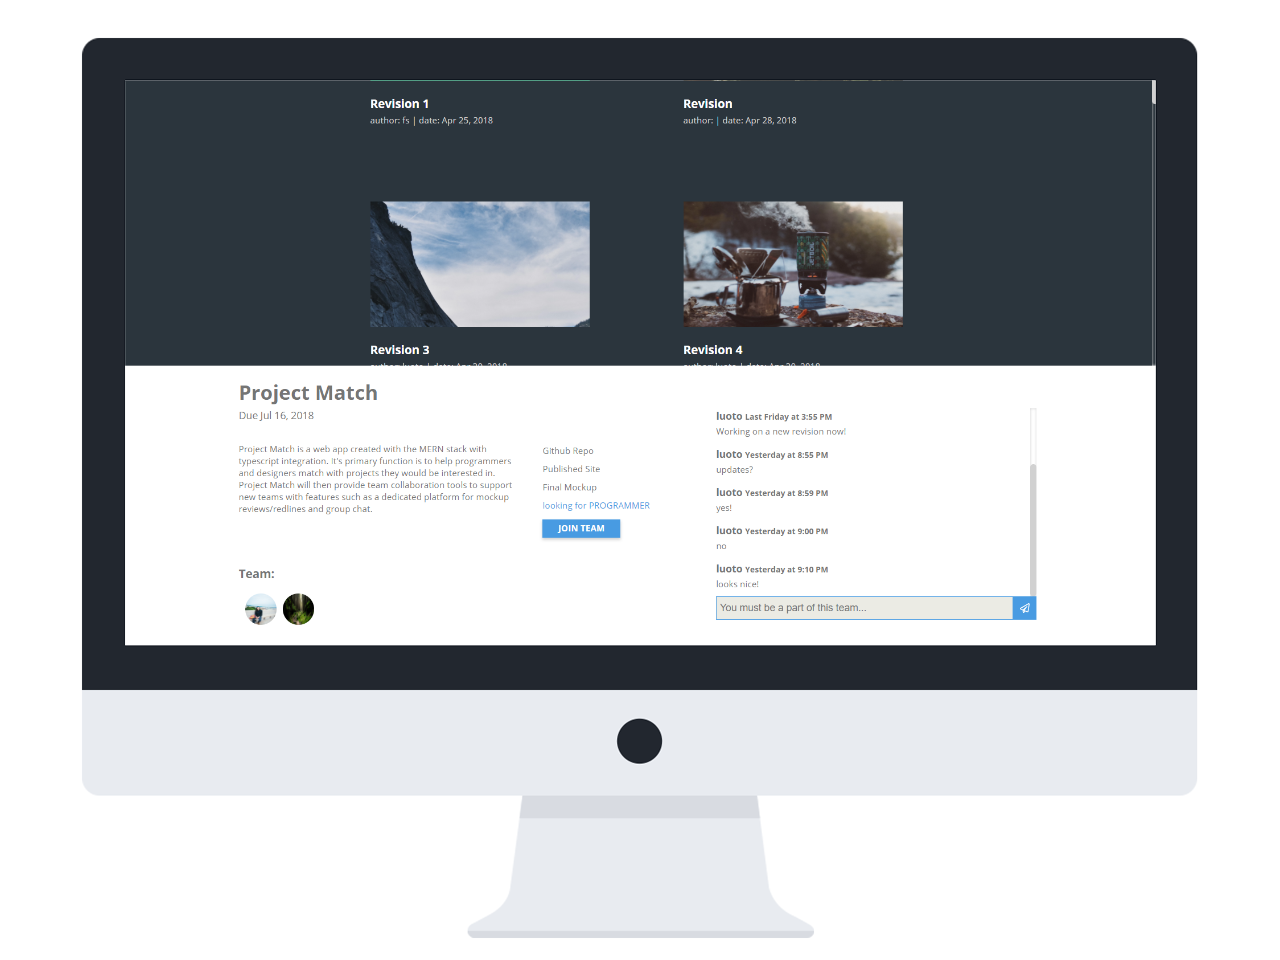 Revision 1
author: fs | date: Apr 25, 2018
Revision
author: | date: Apr 28, 2018
Revision 3
Revision 4
Project Match
Due Jul 16, 2018
Project Match is a web app created with the MERN stack with
typescript integration. It's primary function is to help programmers
and designers match with projects they would be interested in.
Project Match will then provide team collaboration tools to support
new teams with features such as a dedicated platform for mockup
reviews/redlines and group chat.
Github Repo
Published Site
Final Mockup
looking for PROGRAMMER
JOIN TEAM
Team:
luoto Last Friday at 3:55 PM
Working on a new revision now!
luoto Yesterday at 8:55 PM
updates?
luoto Yesterday at 8:59 PM
yes!
luoto Yesterday at 9:00 PM
no
luoto Yesterday at 9:10 PM
looks nice!
You must be a part of this team...